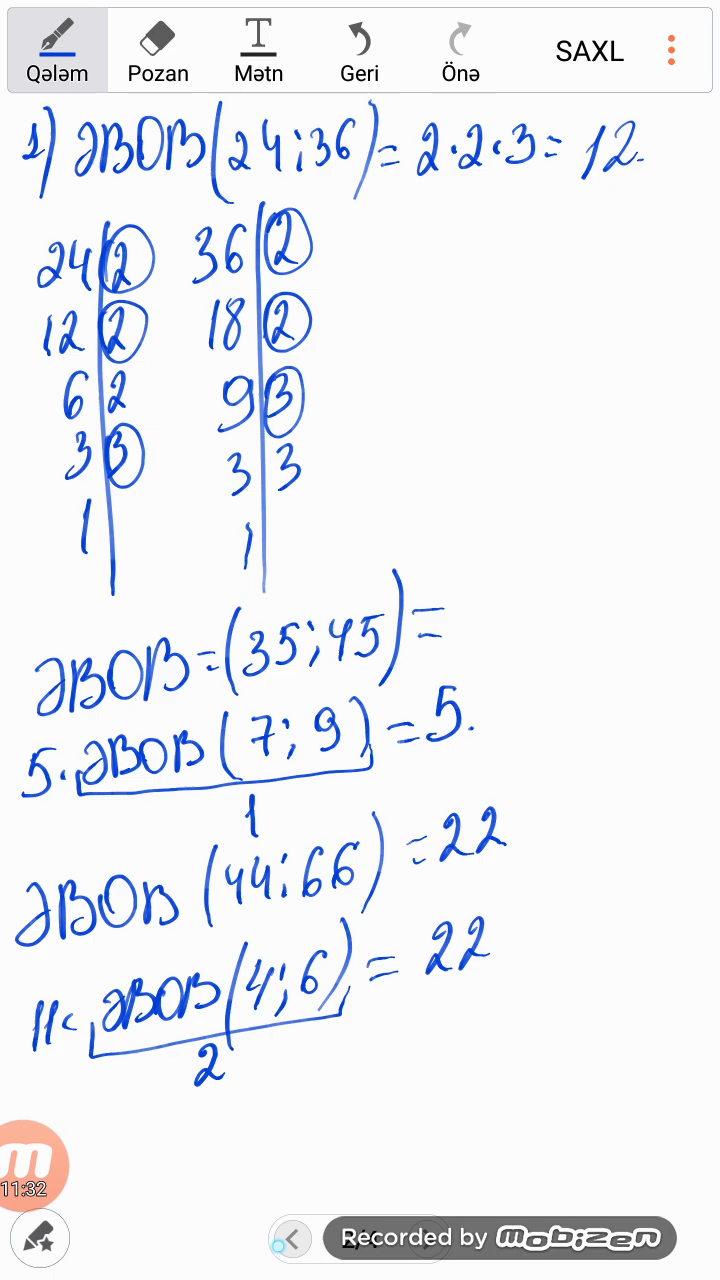 Qələm Pozan Mətn Geri Önə SAXL
1) ƏBOB(24;36)=2·2·3=12.
24 2 36 2
12 2 18 2
6 2 9 3
3 3 3 3
1 1
ƏBOB=(35;45)=
5·ƏBOB(7;9)=5.
1
ƏBOB(44;66)=22
11·ƏBOB(4;6)=22
2
11:32
Recorded by mobizen